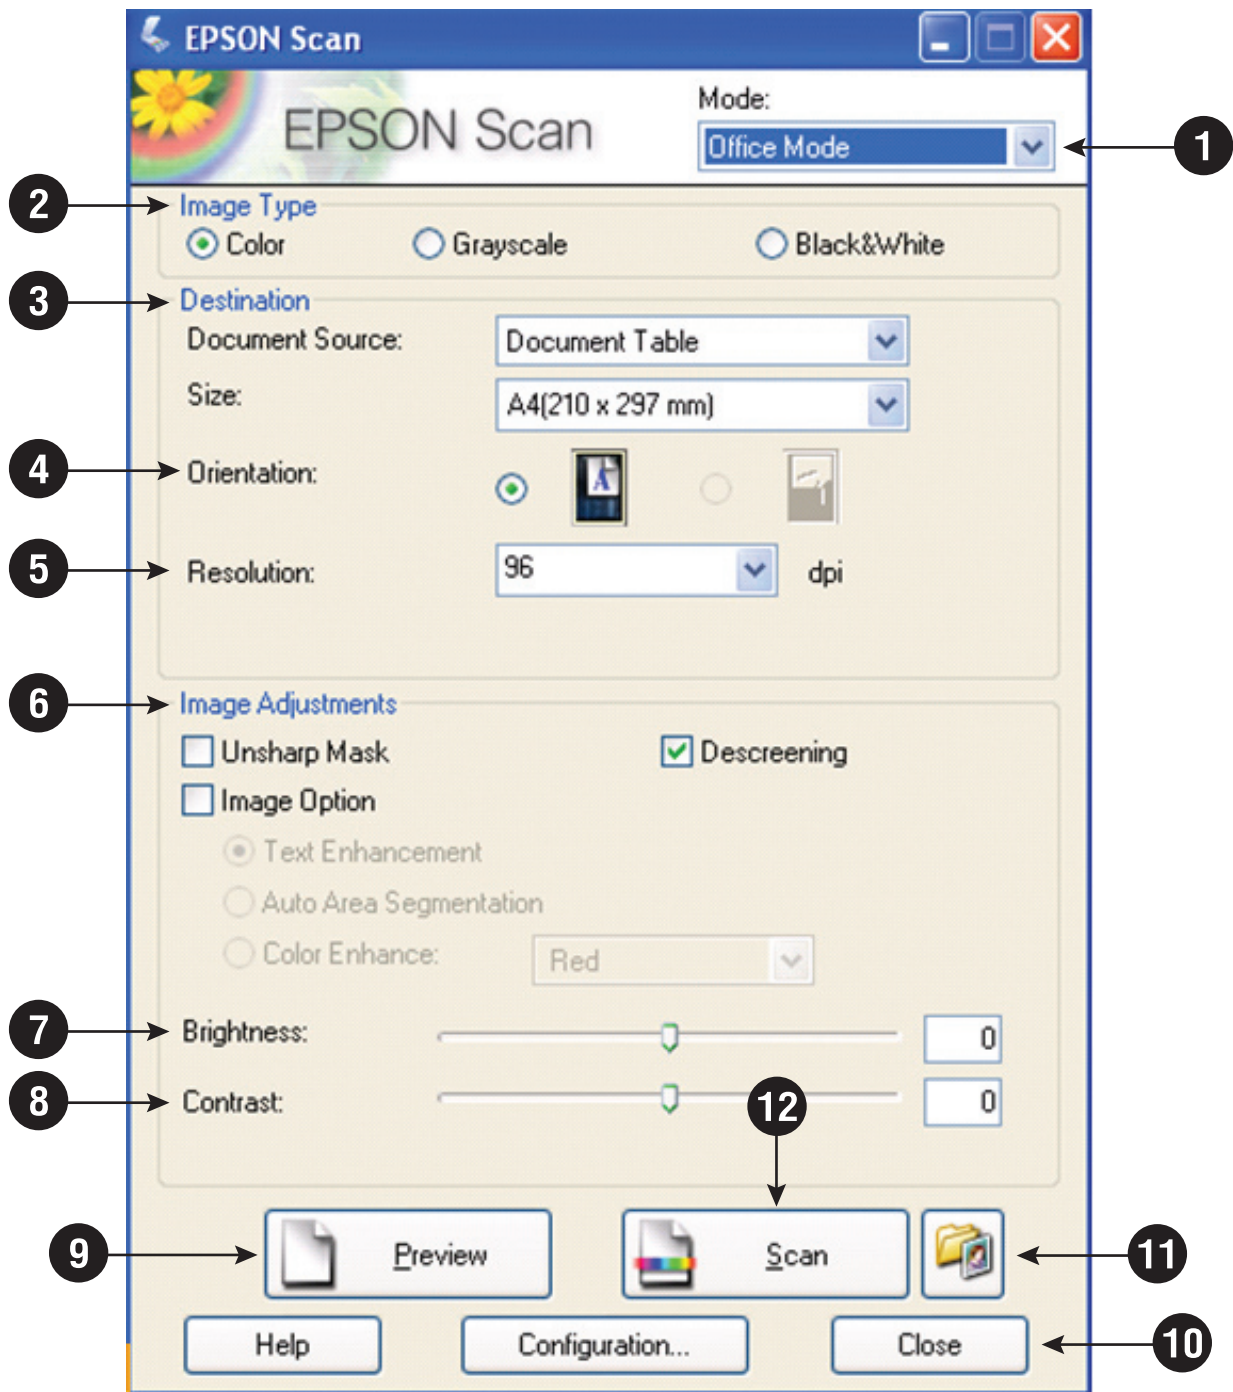 EPSON Scan
EPSON Scan
Mode:
Office Mode
1
2
Image Type
Color Grayscale Black&White
3
Destination
Document Source: Document Table
Size: A4(210 x 297 mm)
4
Orientation:
A
5
Resolution: 96 dpi
6
Image Adjustments
Unsharp Mask Descreening
Image Option
Text Enhancement
Auto Area Segmentation
Color Enhance: Red
7
Brightness: 0
8
Contrast: 0
12
9
Preview Scan
11
Help Configuration... Close
10